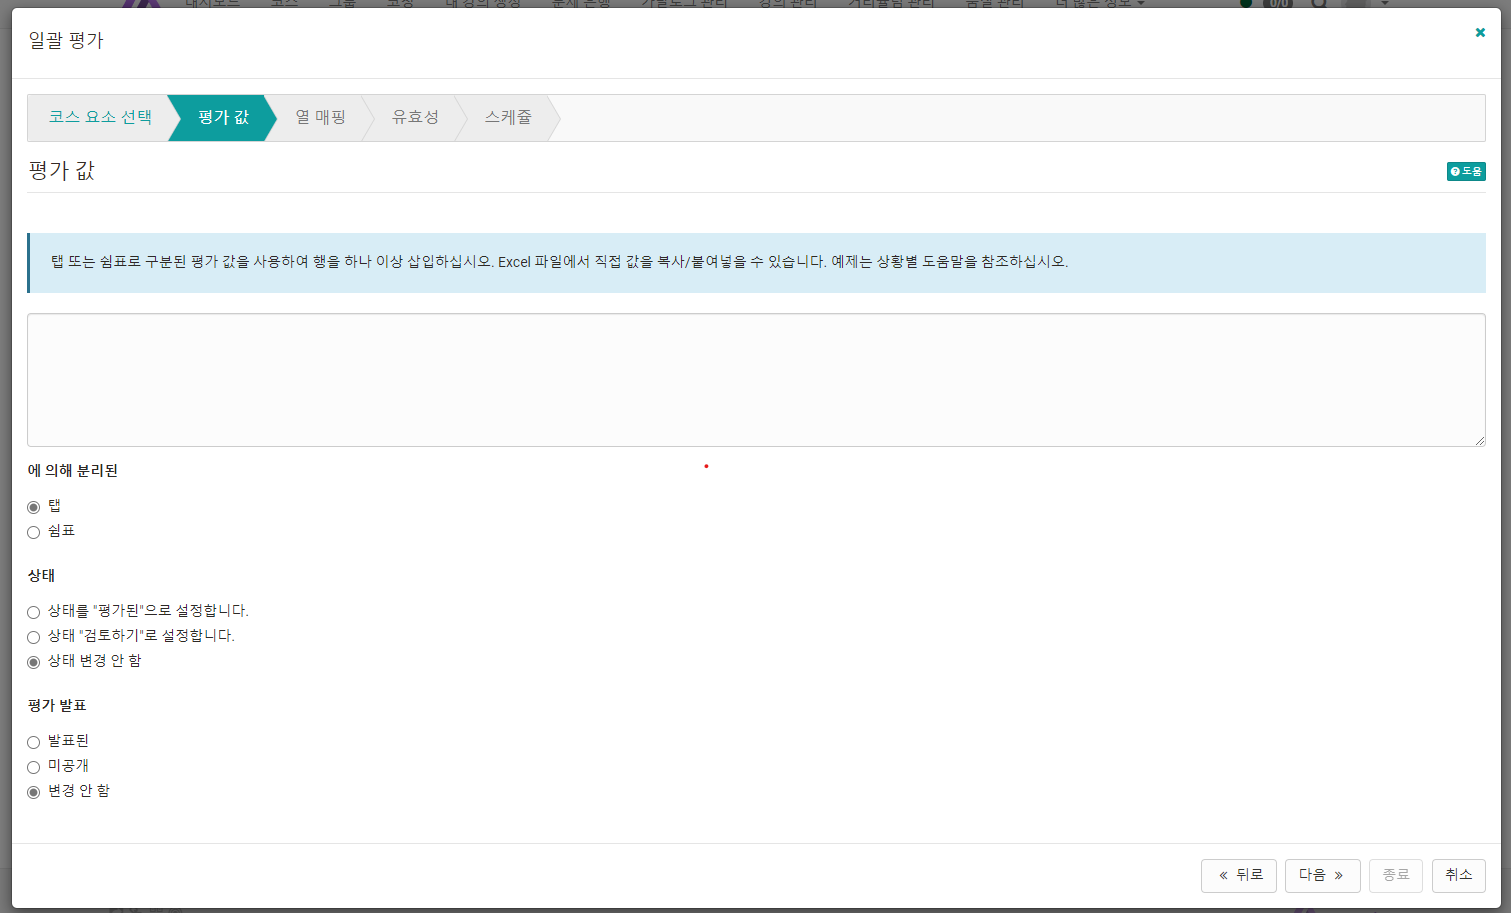 일괄 평가
코스 요소 선택 평가 값 열 매핑 유효성 스케쥴
평가 값
도움
탭 또는 쉼표로 구분된 평가 값을 사용하여 행을 하나 이상 삽입하십시오. Excel 파일에서 직접 값을 복사/붙여넣을 수 있습니다. 예제는 상황별 도움말을 참조하십시오.
에 의해 분리된
탭
쉼표
상태
상태를 "평가된"으로 설정합니다.
상태 "검토하기"로 설정합니다.
상태 변경 안 함
평가 발표
발표된
미공개
변경 안 함
« 뒤로 다음 » 종료 취소